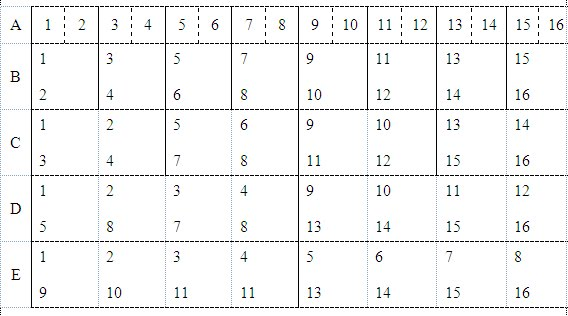 A 1 2 3 4 5 6 7 8 9 10 11 12 13 14 15 16
B 1 3 5 7 9 11 13 15
2 4 6 8 10 12 14 16
C 1 2 5 6 9 10 13 14
3 4 7 8 11 12 15 16
D 1 2 3 4 9 10 11 12
5 8 7 8 13 14 15 16
E 1 2 3 4 5 6 7 8
9 10 11 11 13 14 15 16